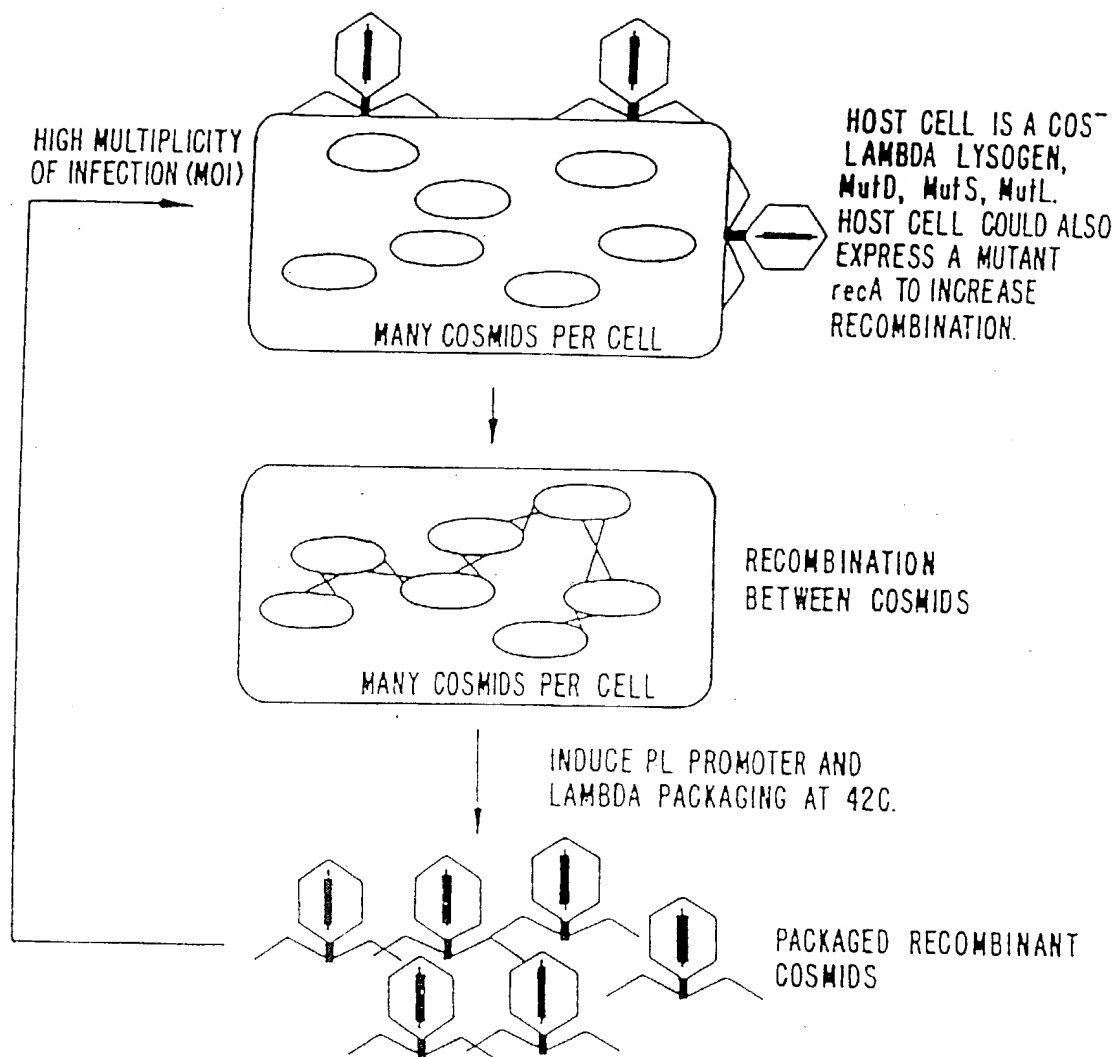 HIGH MULTIPLICITY
OF INFECTION (MOI)
HOST CELL IS A COS⁻
LAMBDA LYSOGEN,
MutD, MutS, MutL.
HOST CELL COULD ALSO
EXPRESS A MUTANT
recA TO INCREASE
RECOMBINATION.
MANY COSMIDS PER CELL
RECOMBINATION
BETWEEN COSMIDS
MANY COSMIDS PER CELL
INDUCE PL PROMOTER AND
LAMBDA PACKAGING AT 42C.
PACKAGED RECOMBINANT
COSMIDS